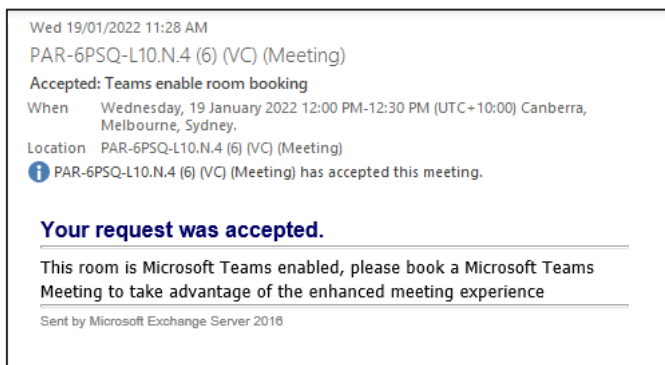 Wed 19/01/2022 11:28 AM
PAR-6PSQ-L10.N.4 (6) (VC) (Meeting)
Accepted: Teams enable room booking
When Wednesday, 19 January 2022 12:00 PM-12:30 PM (UTC+10:00) Canberra,
Melbourne, Sydney.
Location PAR-6PSQ-L10.N.4 (6) (VC) (Meeting)
PAR-6PSQ-L10.N.4 (6) (VC) (Meeting) has accepted this meeting.
Your request was accepted.
This room is Microsoft Teams enabled, please book a Microsoft Teams
Meeting to take advantage of the enhanced meeting experience
Sent by Microsoft Exchange Server 2016